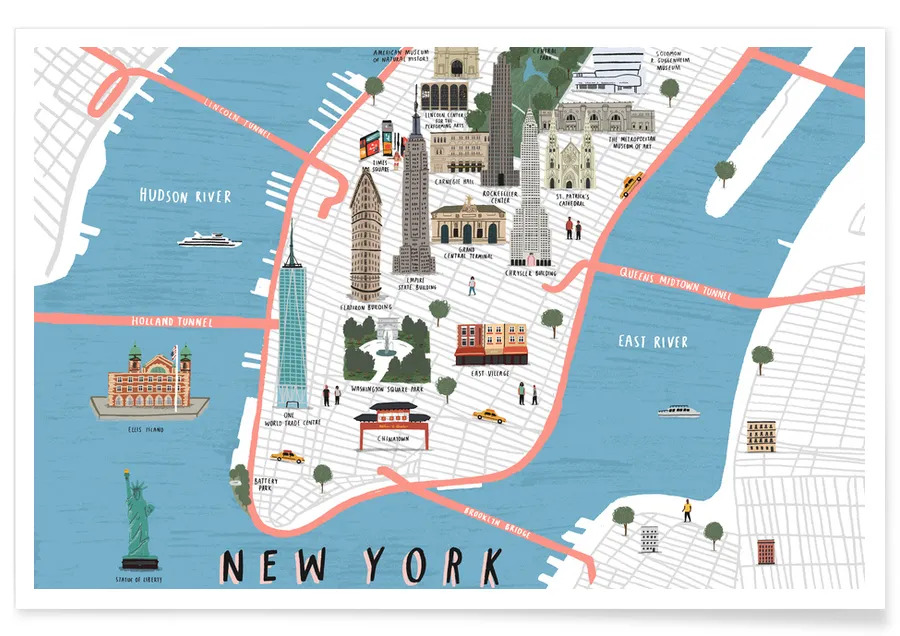 AMERICAN MUSEUM
OF NATURAL HISTORY
CENTRAL
PARK
SOLOMON
R. GUGGENHEIM
MUSEUM
LINCOLN TUNNEL
LINCOLN CENTER
FOR THE
PERFORMING ARTS
THE METROPOLITAN
MUSEUM OF ART
TIMES
SQUARE
CARNEGIE HALL
ROCKEFELLER
CENTER
ST. PATRICK'S
CATHEDRAL
HUDSON RIVER
GRAND
CENTRAL TERMINAL
CHRYSLER BUILDING
QUEENS MIDTOWN TUNNEL
EMPIRE
STATE BUILDING
FLATIRON BUILDING
HOLLAND TUNNEL
EAST RIVER
EAST VILLAGE
WASHINGTON SQUARE PARK
ONE
WORLD TRADE CENTRE
ELLIS ISLAND
CHINATOWN
BATTERY
PARK
BROOKLYN BRIDGE
STATUE OF LIBERTY
NEW YORK